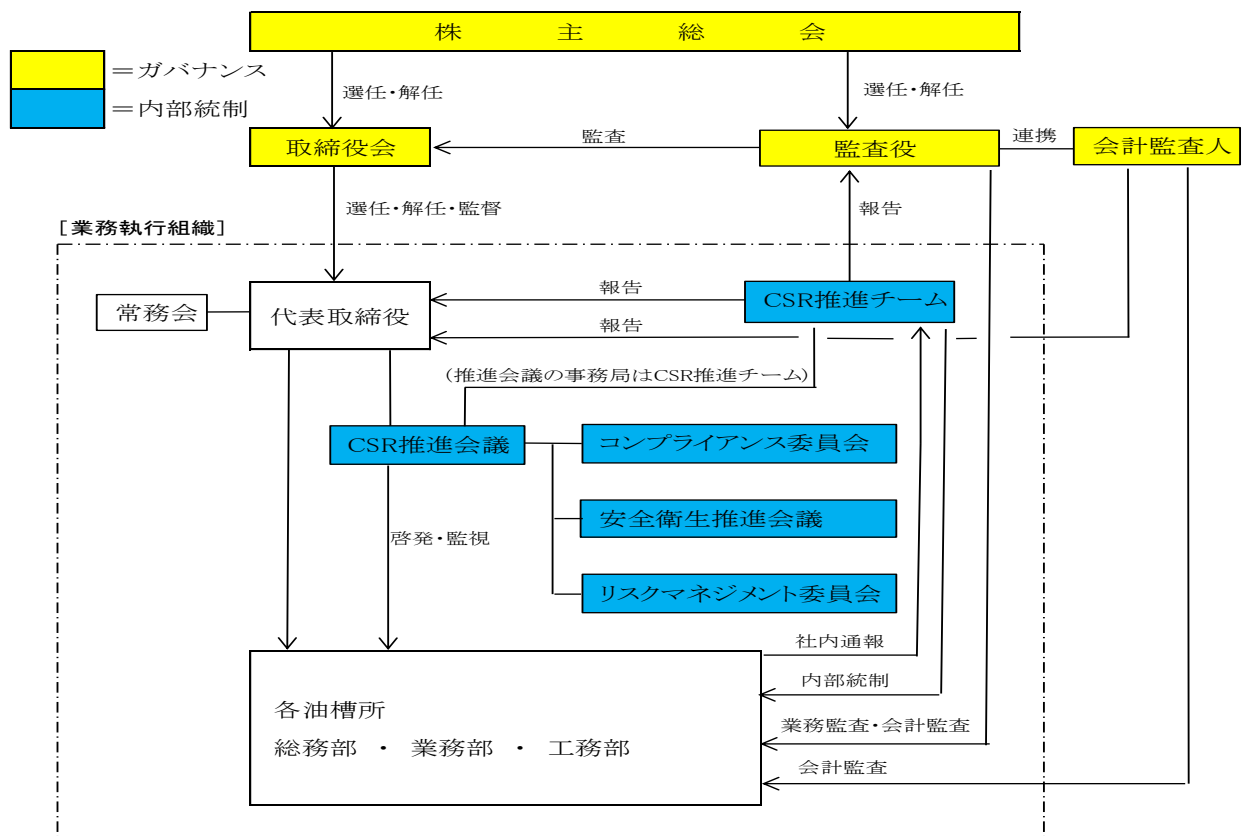 株主総会
＝ガバナンス
＝内部統制
選任・解任
選任・解任
取締役会
監査
監査役
連携
会計監査人
選任・解任・監督
報告
[業務執行組織]
常務会
代表取締役
報告
CSR推進チーム
報告
(推進会議の事務局はCSR推進チーム)
CSR推進会議
コンプライアンス委員会
安全衛生推進会議
啓発・監視
リスクマネジメント委員会
社内通報
内部統制
各油槽所
業務監査・会計監査
総務部 ・ 業務部 ・ 工務部
会計監査